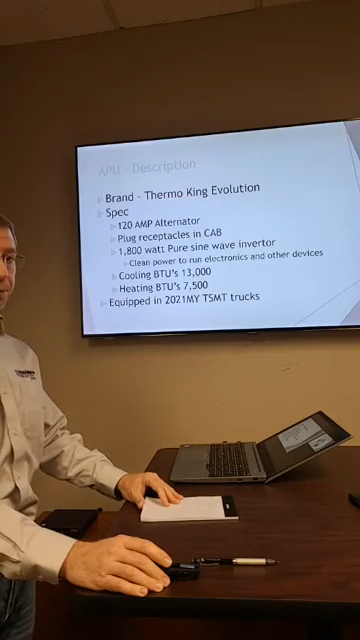 APU - Description
Brand - Thermo King Evolution
Spec
120 AMP Alternator
Plug receptacles in CAB
1,800 watt Pure sine wave invertor
Clean power to run electronics and other devices
Cooling BTU's 13,000
Heating BTU's 7,500
Equipped in 2021MY TSMT trucks